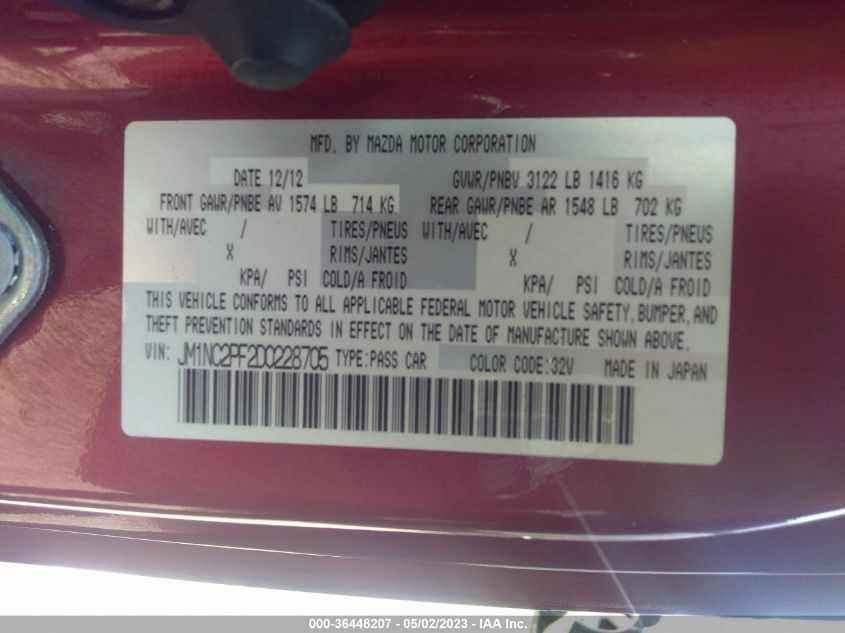 MFD. BY MAZDA MOTOR CORPORATION
DATE 12/12 GVWR/PNBV 3122 LB 1416 KG
FRONT GAWR/PNBE AV 1574 LB 714 KG REAR GAWR/PNBE AR 1548 LB 702 KG
WITH/AVEC / TIRES/PNEUS WITH/AVEC / TIRES/PNEUS
X RIMS/JANTES X RIMS/JANTES
KPA/ PSI COLD/A FROID KPA/ PSI COLD/A FROID
THIS VEHICLE CONFORMS TO ALL APPLICABLE FEDERAL MOTOR VEHICLE SAFETY, BUMPER, AND
THEFT PREVENTION STANDARDS IN EFFECT ON THE DATE OF MANUFACTURE SHOWN ABOVE.
VIN: JM1NC2PF2D0228705 TYPE:PASS CAR COLOR CODE:32V MADE IN JAPAN
000-36448207 - 05/02/2023 - IAA Inc.